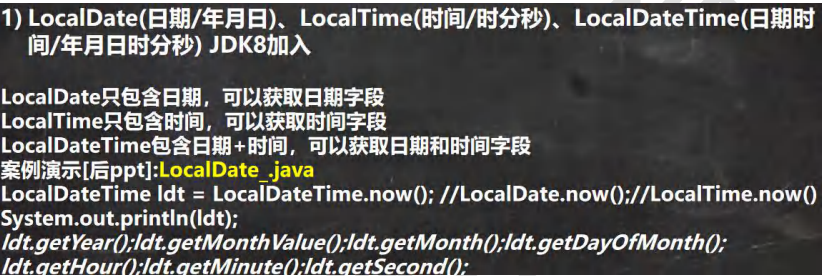 1) LocalDate(日期/年月日)、LocalTime(时间/时分秒)、LocalDateTime(日期时
间/年月日时分秒) JDK8加入
LocalDate只包含日期，可以获取日期字段
LocalTime只包含时间，可以获取时间字段
LocalDateTime包含日期+时间，可以获取日期和时间字段
案例演示[后ppt]:LocalDate_.java
LocalDateTime ldt = LocalDateTime.now(); //LocalDate.now();//LocalTime.now()
System.out.println(ldt);
ldt.getYear();ldt.getMonthValue();ldt.getMonth();ldt.getDayOfMonth();
ldt.getHour();ldt.getMinute();ldt.getSecond();